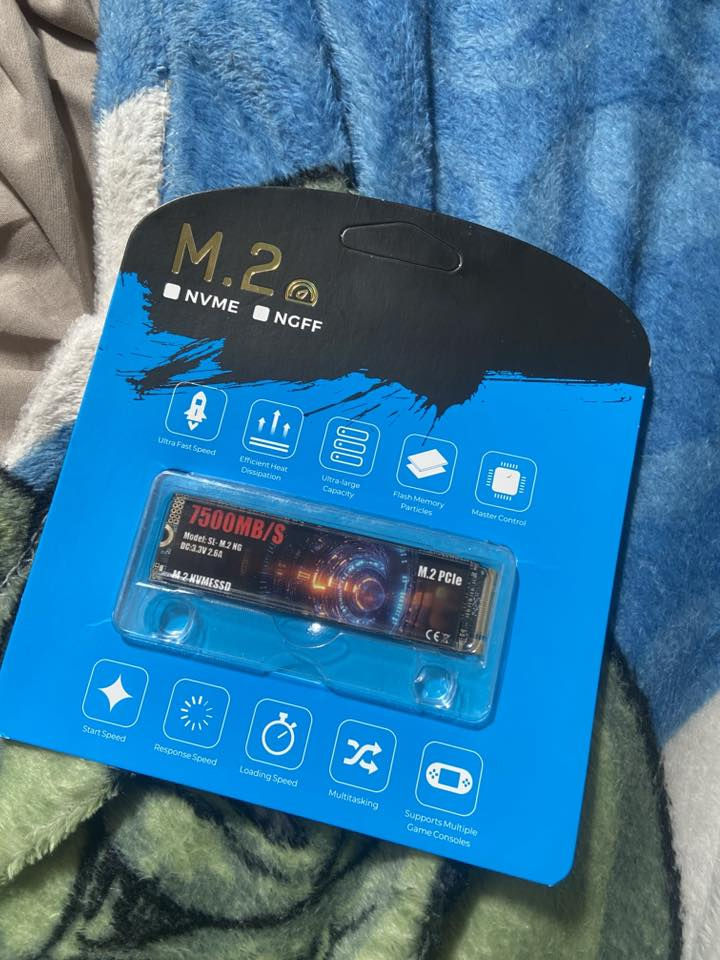 M.2
NVME NGFF
Ultra Fast Speed
Efficient Heat
Dissipation
Ultra-large
Capacity
Flash Memory
Particles
Master Control
7500MB/S
Model: SL- M.2 NG
DC:3.3V 2.6A
M.2 NVMESSD
M.2 PCIe
CE
Start Speed
Response Speed
Loading Speed
Multitasking
Supports Multiple
Game Consoles